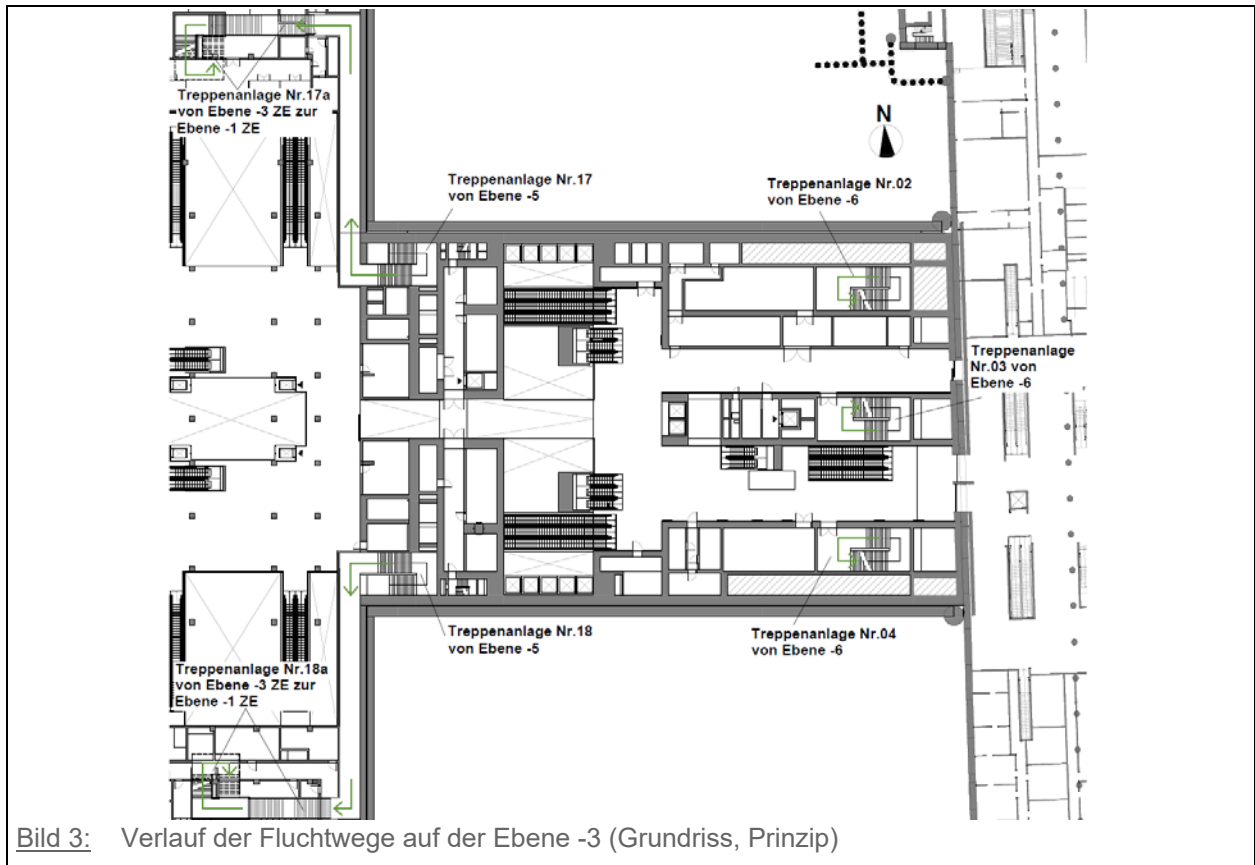 Treppenanlage Nr.17a
von Ebene -3 ZE zur
Ebene -1 ZE
N
Treppenanlage Nr.17
von Ebene -5
Treppenanlage Nr.02
von Ebene -6
Treppenanlage
Nr.03 von
Ebene -6
Treppenanlage Nr.18
von Ebene -5
Treppenanlage Nr.04
von Ebene -6
Treppenanlage Nr.18a
von Ebene -3 ZE zur
Ebene -1 ZE
Bild 3: Verlauf der Fluchtwege auf der Ebene -3 (Grundriss, Prinzip)